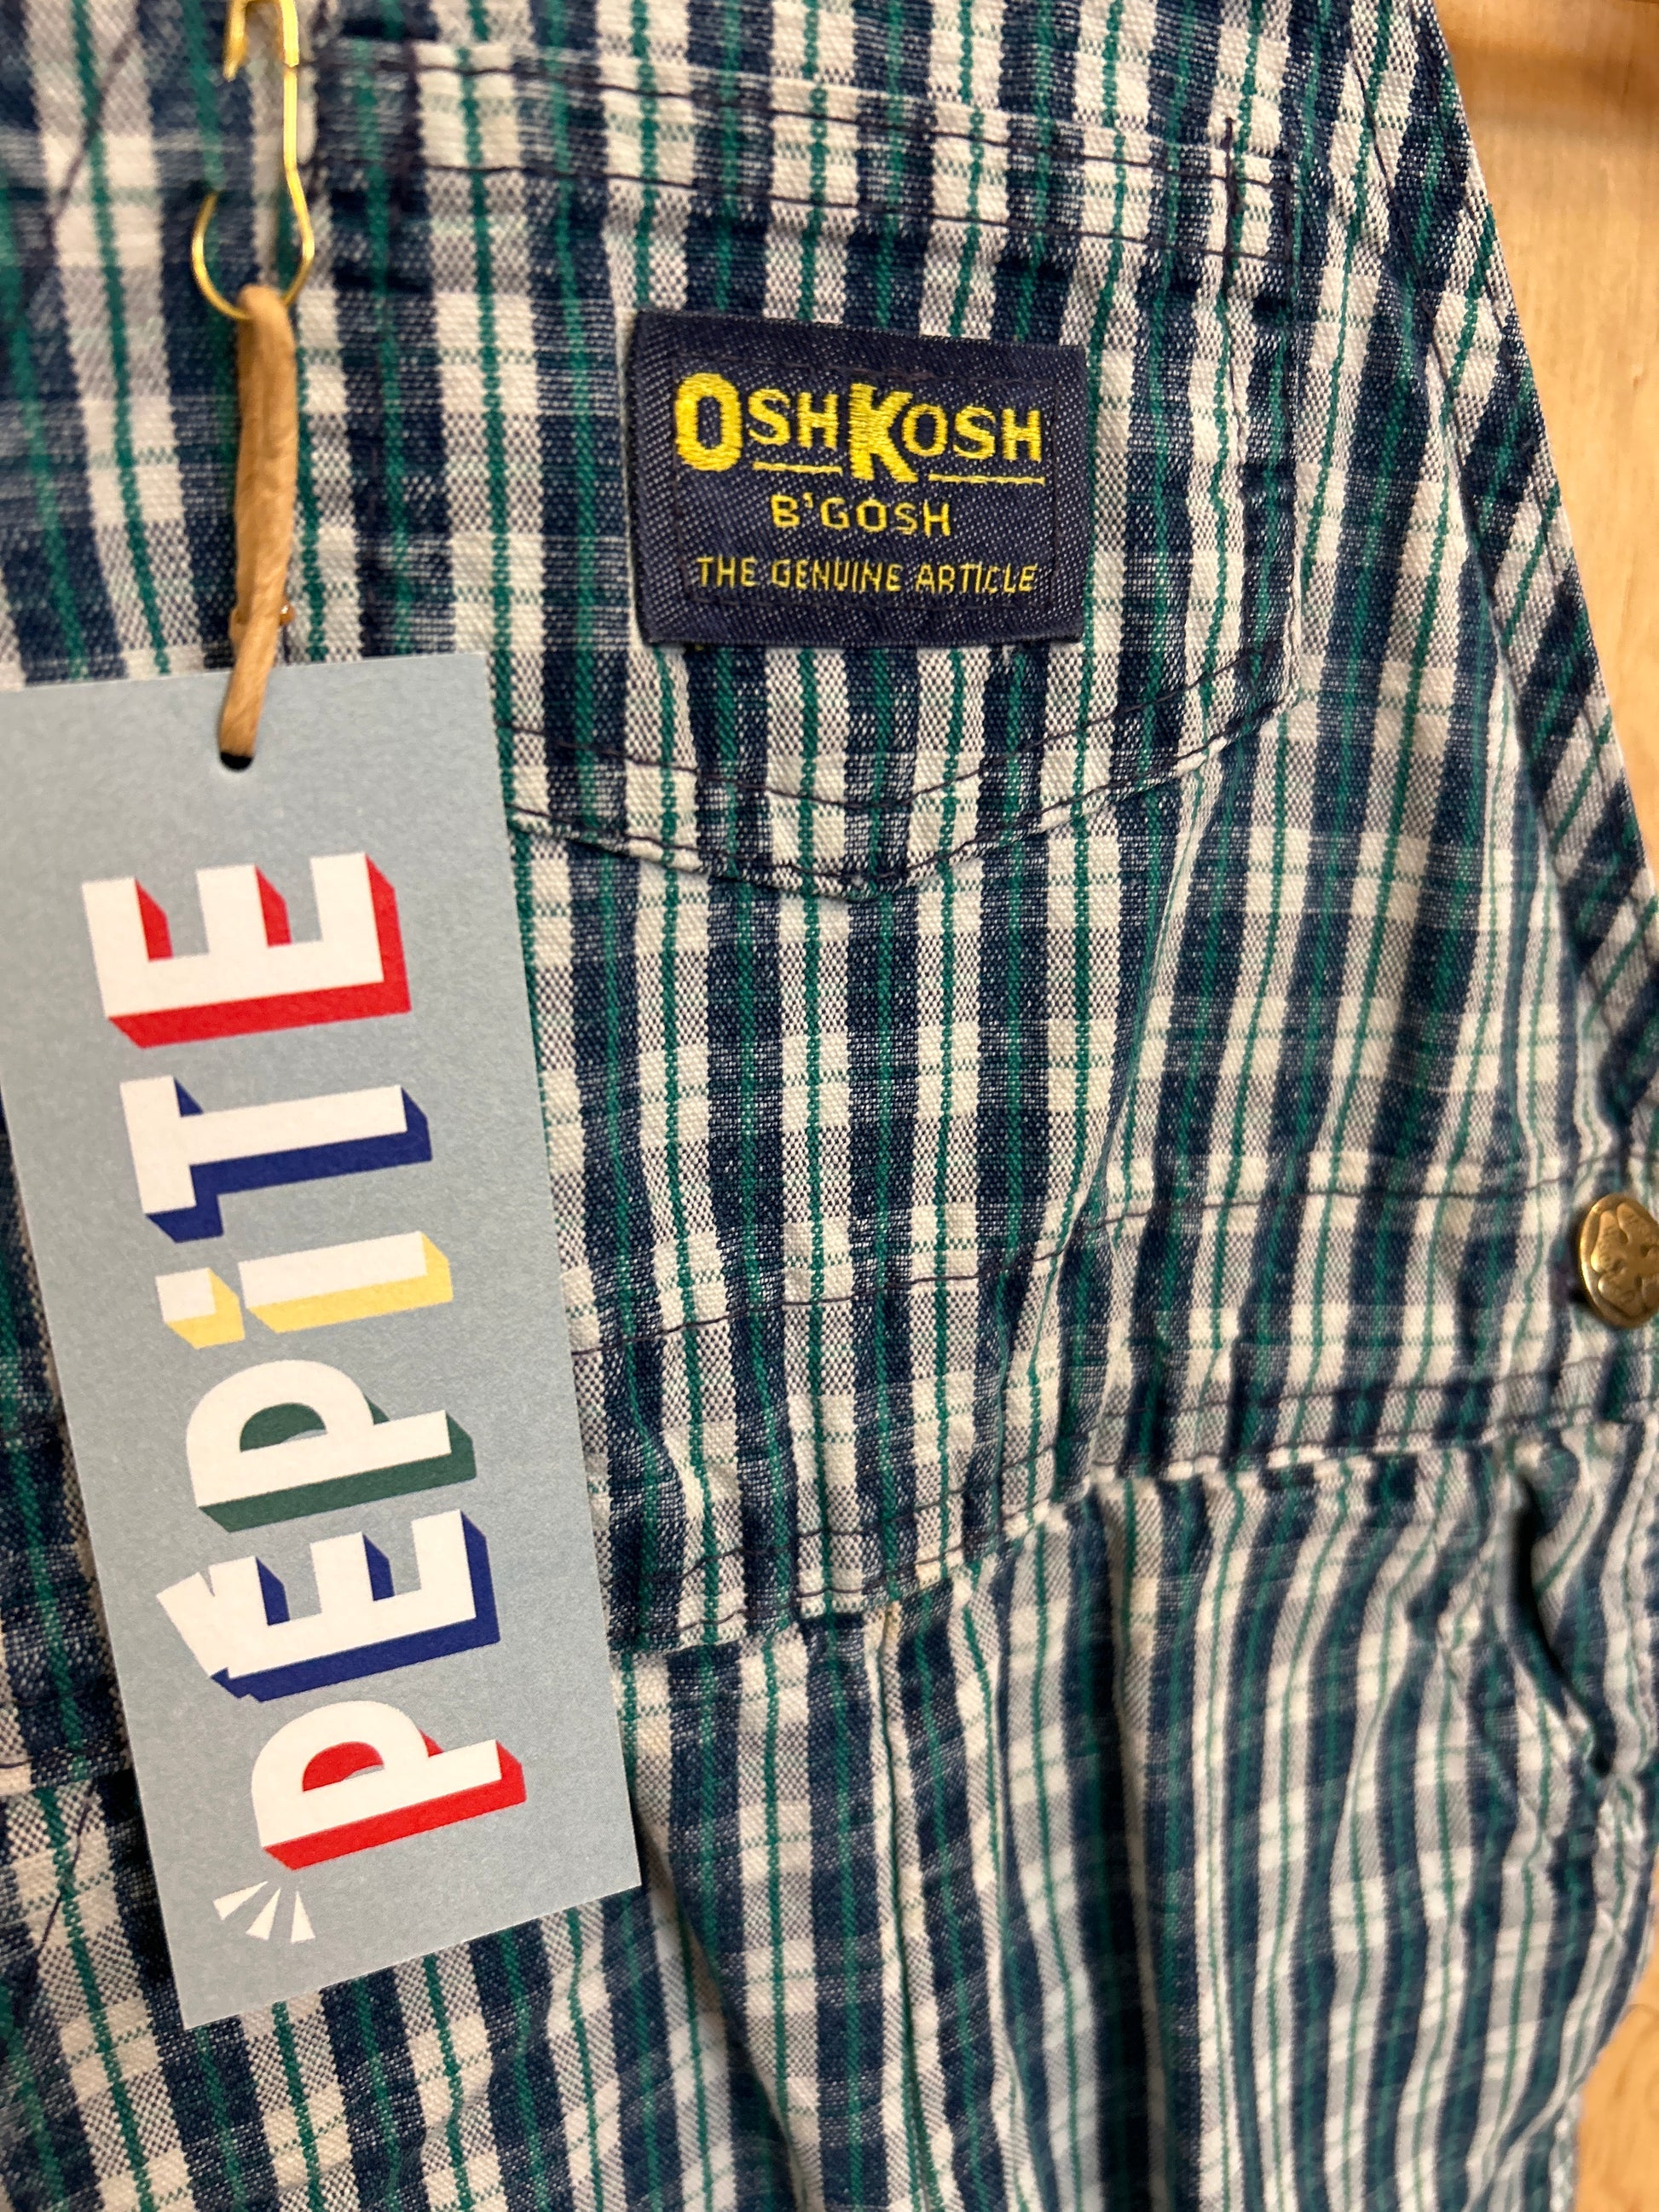 OSHKOSH
B'GOSH
THE GENUINE ARTICLE
PÉPiTE